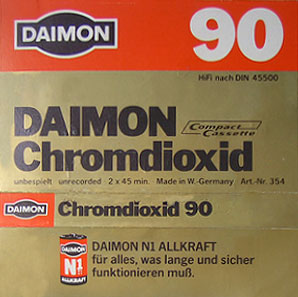 DAIMON
90
HiFi nach DIN 45500
DAIMON
Compact
Cassette
Chromdioxid
unbespielt unrecorded 2 x 45 min. Made in W.-Germany Art.-Nr. 354
DAIMON Chromdioxid 90
DAIMON
N1
ALLKRAFT
DAIMON N1 ALLKRAFT
für alles, was lange und sicher
funktionieren muß.